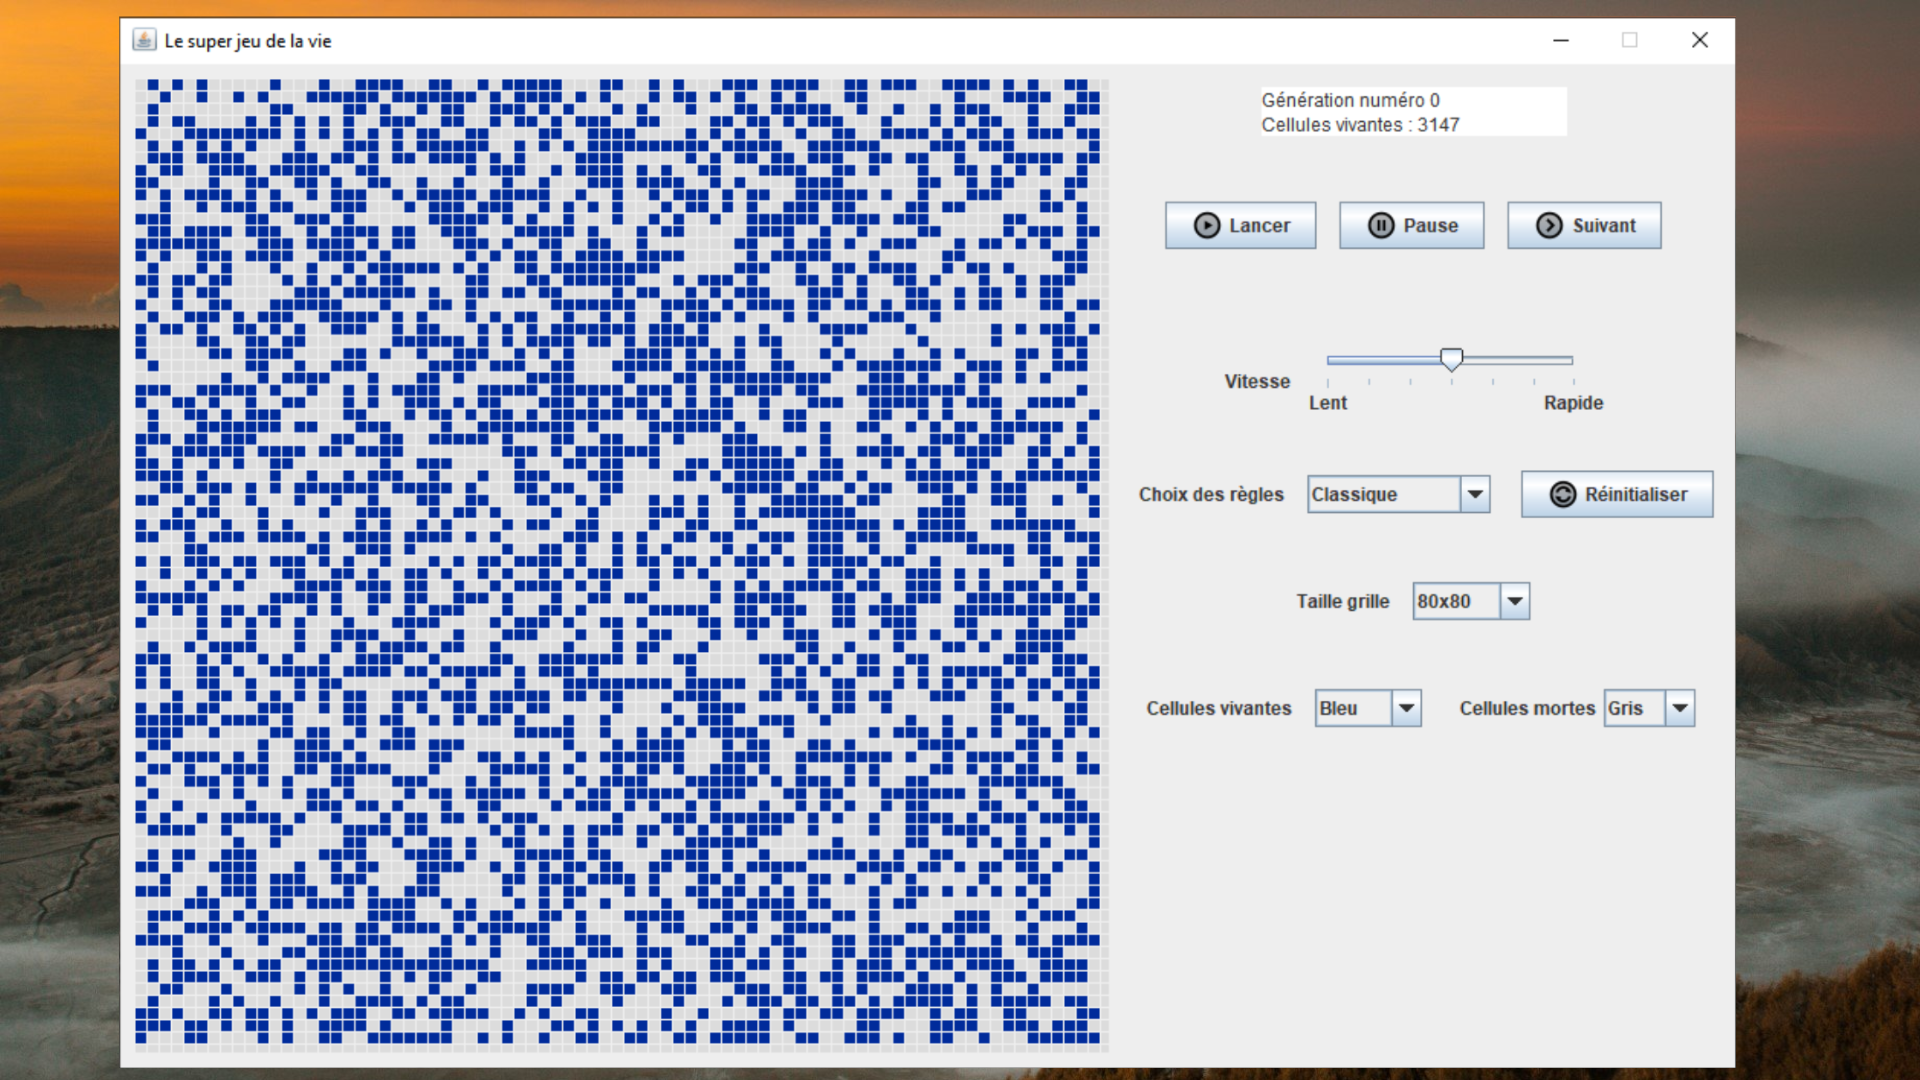 Le super jeu de la vie
Génération numéro 0
Cellules vivantes : 3147
Lancer
Pause
Suivant
Vitesse
Lent
Rapide
Choix des règles
Classique
Réinitialiser
Taille grille
80x80
Cellules vivantes
Bleu
Cellules mortes
Gris